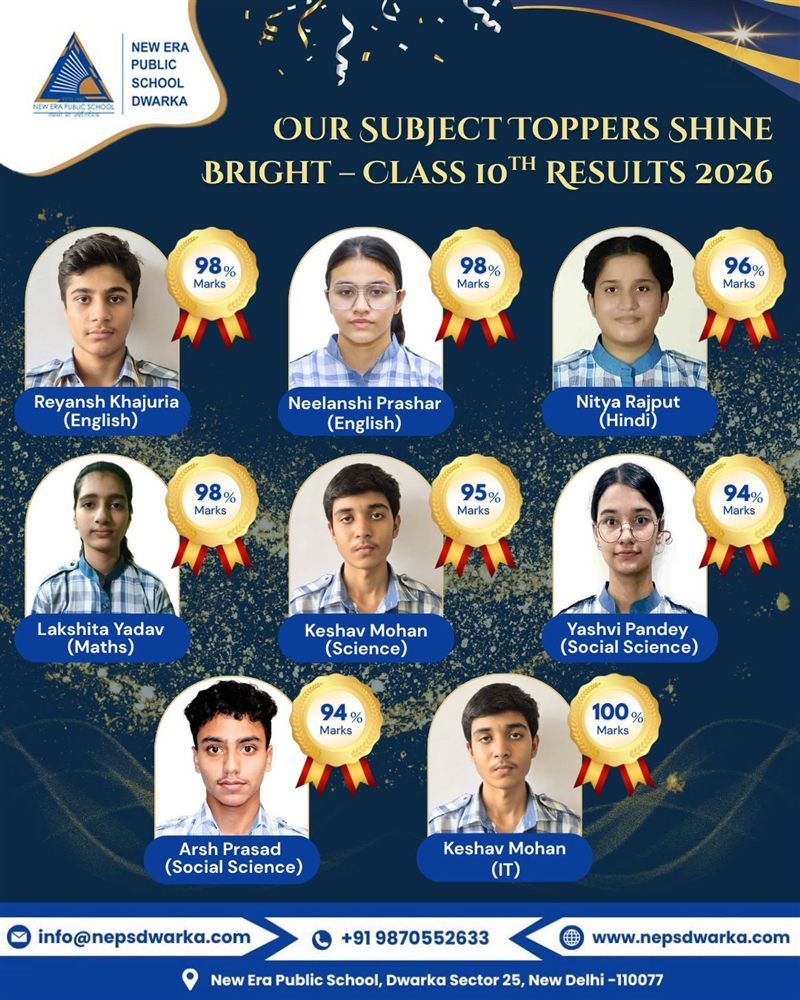 NEW ERA
PUBLIC
SCHOOL
DWARKA
NEW ERA PUBLIC SCHOOL
OUR SUBJECT TOPPERS SHINE
BRIGHT – CLASS 10TH RESULTS 2026
98%
Marks
98%
Marks
96%
Marks
Reyansh Khajuria
(English)
Neelanshi Prashar
(English)
Nitya Rajput
(Hindi)
98%
Marks
95%
Marks
94%
Marks
Lakshita Yadav
(Maths)
Keshav Mohan
(Science)
Yashvi Pandey
(Social Science)
94%
Marks
100%
Marks
Arsh Prasad
(Social Science)
Keshav Mohan
(IT)
info@nepsdwarka.com
+91 9870552633
www.nepsdwarka.com
New Era Public School, Dwarka Sector 25, New Delhi -110077